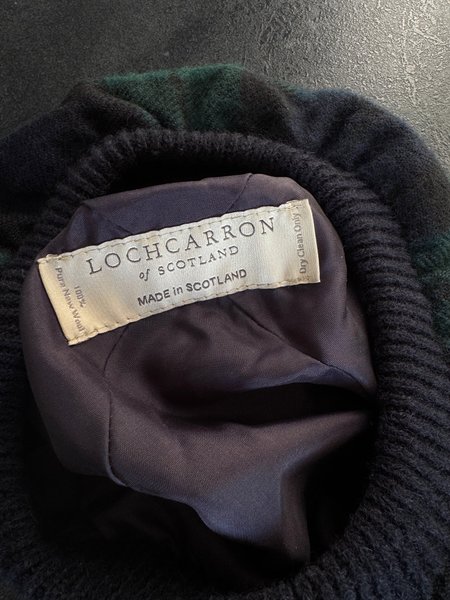 LOCHCARRON
of SCOTLAND
MADE in SCOTLAND
100%
Pure New Wool
Dry Clean Only